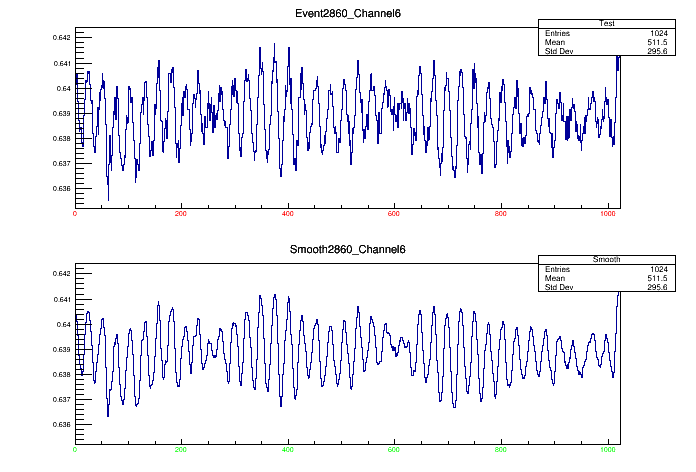 Event2860_Channel6
Test
Entries 1024
Mean 511.5
Std Dev 295.6
0.642
0.641
0.64
0.639
0.638
0.637
0.636
0 200 400 600 800 1000
Smooth2860_Channel6
Smooth
Entries 1024
Mean 511.5
Std Dev 295.6
0.642
0.641
0.64
0.639
0.638
0.637
0.636
0 200 400 600 800 1000